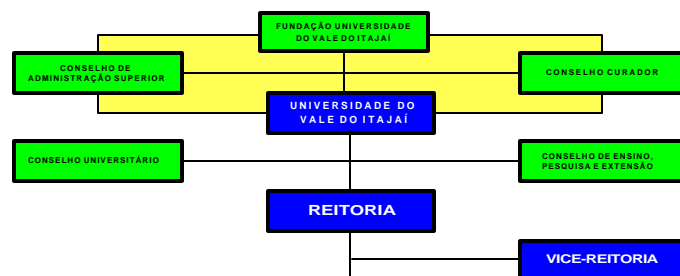 FUNDAÇÃO UNIVERSIDADE
DO VALE DO ITAJAÍ
CONSELHO DE
ADMINISTRAÇÃO SUPERIOR
CONSELHO CURADOR
UNIVERSIDADE DO
VALE DO ITAJAÍ
CONSELHO UNIVERSITÁRIO
CONSELHO DE ENSINO,
PESQUISA E EXTENSÃO
REITORIA
VICE-REITORIA